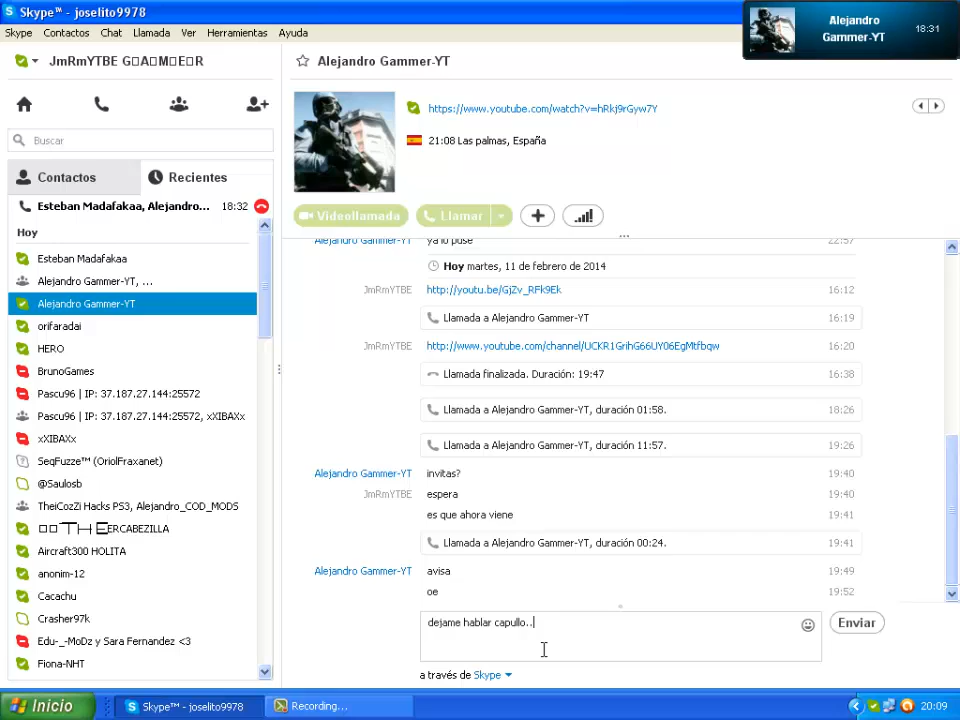 Skype™ - joselito9978
Skype Contactos Chat Llamada Ver Herramientas Ayuda
Alejandro
Gammer-YT
18:31
JmRmYTBE G□A□M□E□R
Buscar
Contactos
Recientes
Esteban Madafakaa, Alejandro... 18:32
Hoy
Esteban Madafakaa
Alejandro Gammer-YT, ...
Alejandro Gammer-YT
orifaradai
HERO
BrunoGames
Pascu96 | IP: 37.187.27.144:25572
Pascu96 | IP: 37.187.27.144:25572, xXIBAXx
xXIBAXx
SeqFuzze™ (OriolFraxanet)
@Saulosb
TheiCozZi Hacks PS3, Alejandro_COD_MODS
Aircraft300 HOLITA
anonim-12
Cacachu
Crasher97k
Edu-_-MoDz y Sara Fernandez <3
Fiona-NHT
Alejandro Gammer-YT
https://www.youtube.com/watch?v=hRkj9rGyw7Y
21:08 Las palmas, España
Videollamada
Llamar
Alejandro Gammer-YT ya lo puse 22:57
Hoy martes, 11 de febrero de 2014
JmRmYTBE http://youtu.be/GjZv_RFk9Ek 16:12
Llamada a Alejandro Gammer-YT 16:19
JmRmYTBE http://www.youtube.com/channel/UCKR1GrihG66UY06EgMtfbqw 16:20
Llamada finalizada. Duración: 19:47 16:38
Llamada a Alejandro Gammer-YT, duración 01:58. 18:26
Llamada a Alejandro Gammer-YT, duración 11:57. 19:26
Alejandro Gammer-YT invitas? 19:40
JmRmYTBE espera 19:40
es que ahora viene 19:41
Llamada a Alejandro Gammer-YT, duración 00:24. 19:41
Alejandro Gammer-YT avisa 19:49
oe 19:52
dejame hablar capullo..
Enviar
a través de Skype
Inicio
Skype™ - joselito9978
Recording...
20:09